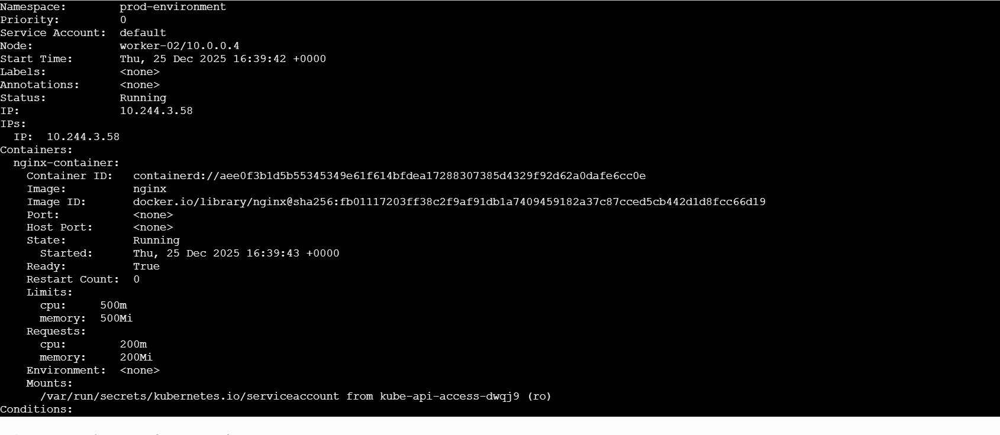 Namespace:        prod-environment
Priority:         0
Service Account:  default
Node:             worker-02/10.0.0.4
Start Time:       Thu, 25 Dec 2025 16:39:42 +0000
Labels:           <none>
Annotations:      <none>
Status:           Running
IP:               10.244.3.58
IPs:
  IP:  10.244.3.58
Containers:
  nginx-container:
    Container ID:   containerd://aee0f3b1d5b55345349e61f614bfdea17288307385d4329f92d62a0dafe6cc0e
    Image:          nginx
    Image ID:       docker.io/library/nginx@sha256:fb01117203ff38c2f9af91db1a7409459182a37c87cced5cb442d1d8fcc66d19
    Port:           <none>
    Host Port:      <none>
    State:          Running
      Started:      Thu, 25 Dec 2025 16:39:43 +0000
    Ready:          True
    Restart Count:  0
    Limits:
      cpu:     500m
      memory:  500Mi
    Requests:
      cpu:        200m
      memory:     200Mi
    Environment:  <none>
    Mounts:
      /var/run/secrets/kubernetes.io/serviceaccount from kube-api-access-dwqj9 (ro)
Conditions: